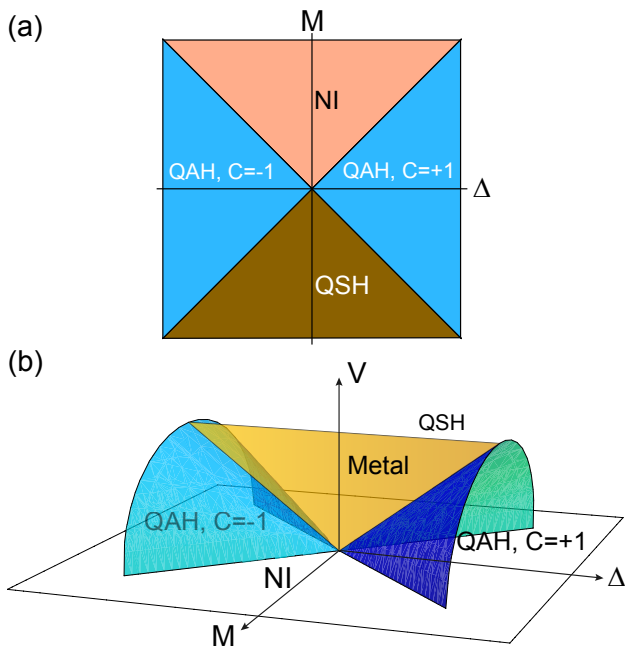 (a)
M
NI
QAH, C=-1
QAH, C=+1
Δ
QSH
(b)
V
QSH
Metal
QAH, C=-1
QAH, C=+1
NI
Δ
M